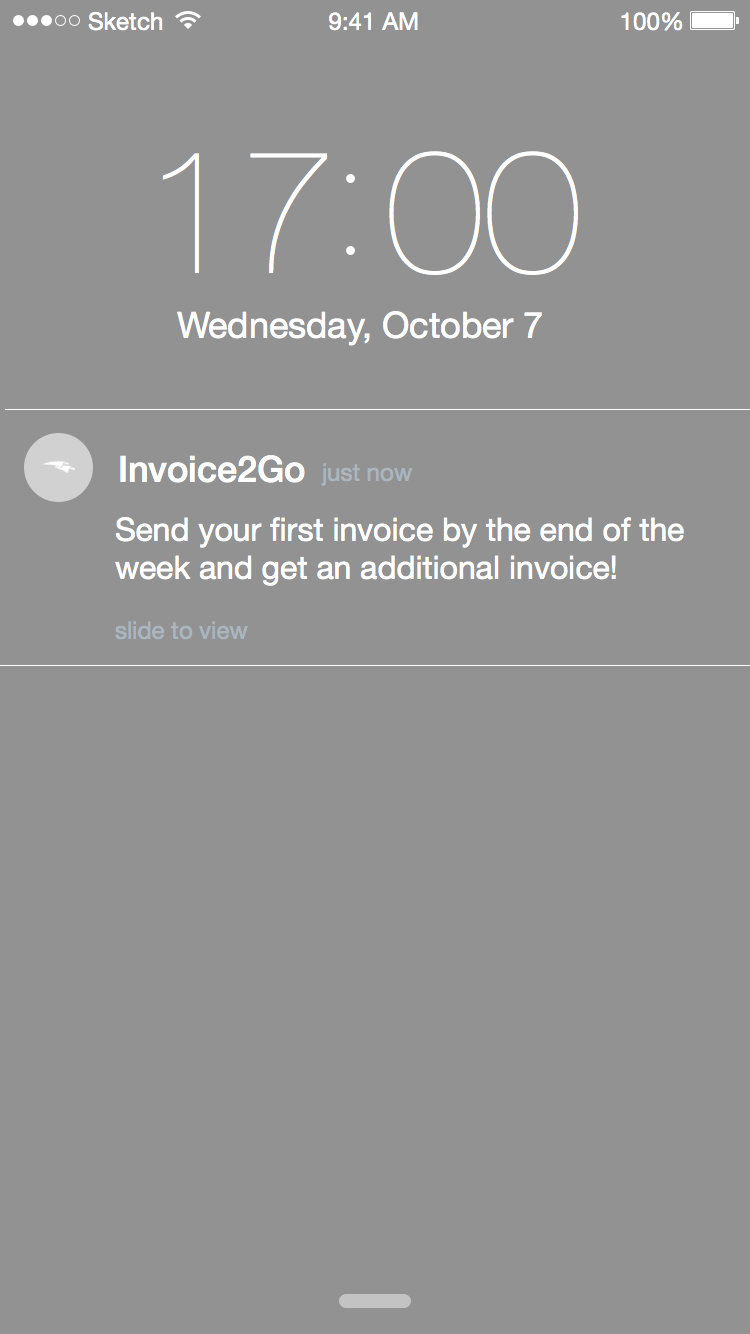 Sketch 9:41 AM 100%
17:00
Wednesday, October 7
Invoice2Go just now
Send your first invoice by the end of the
week and get an additional invoice!
slide to view